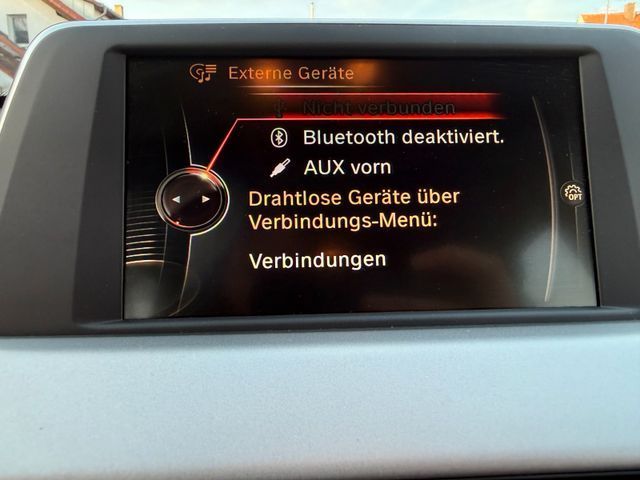 Externe Geräte
Nicht verbunden
Bluetooth deaktiviert.
AUX vorn
Drahtlose Geräte über
Verbindungs-Menü:
OPT
Verbindungen